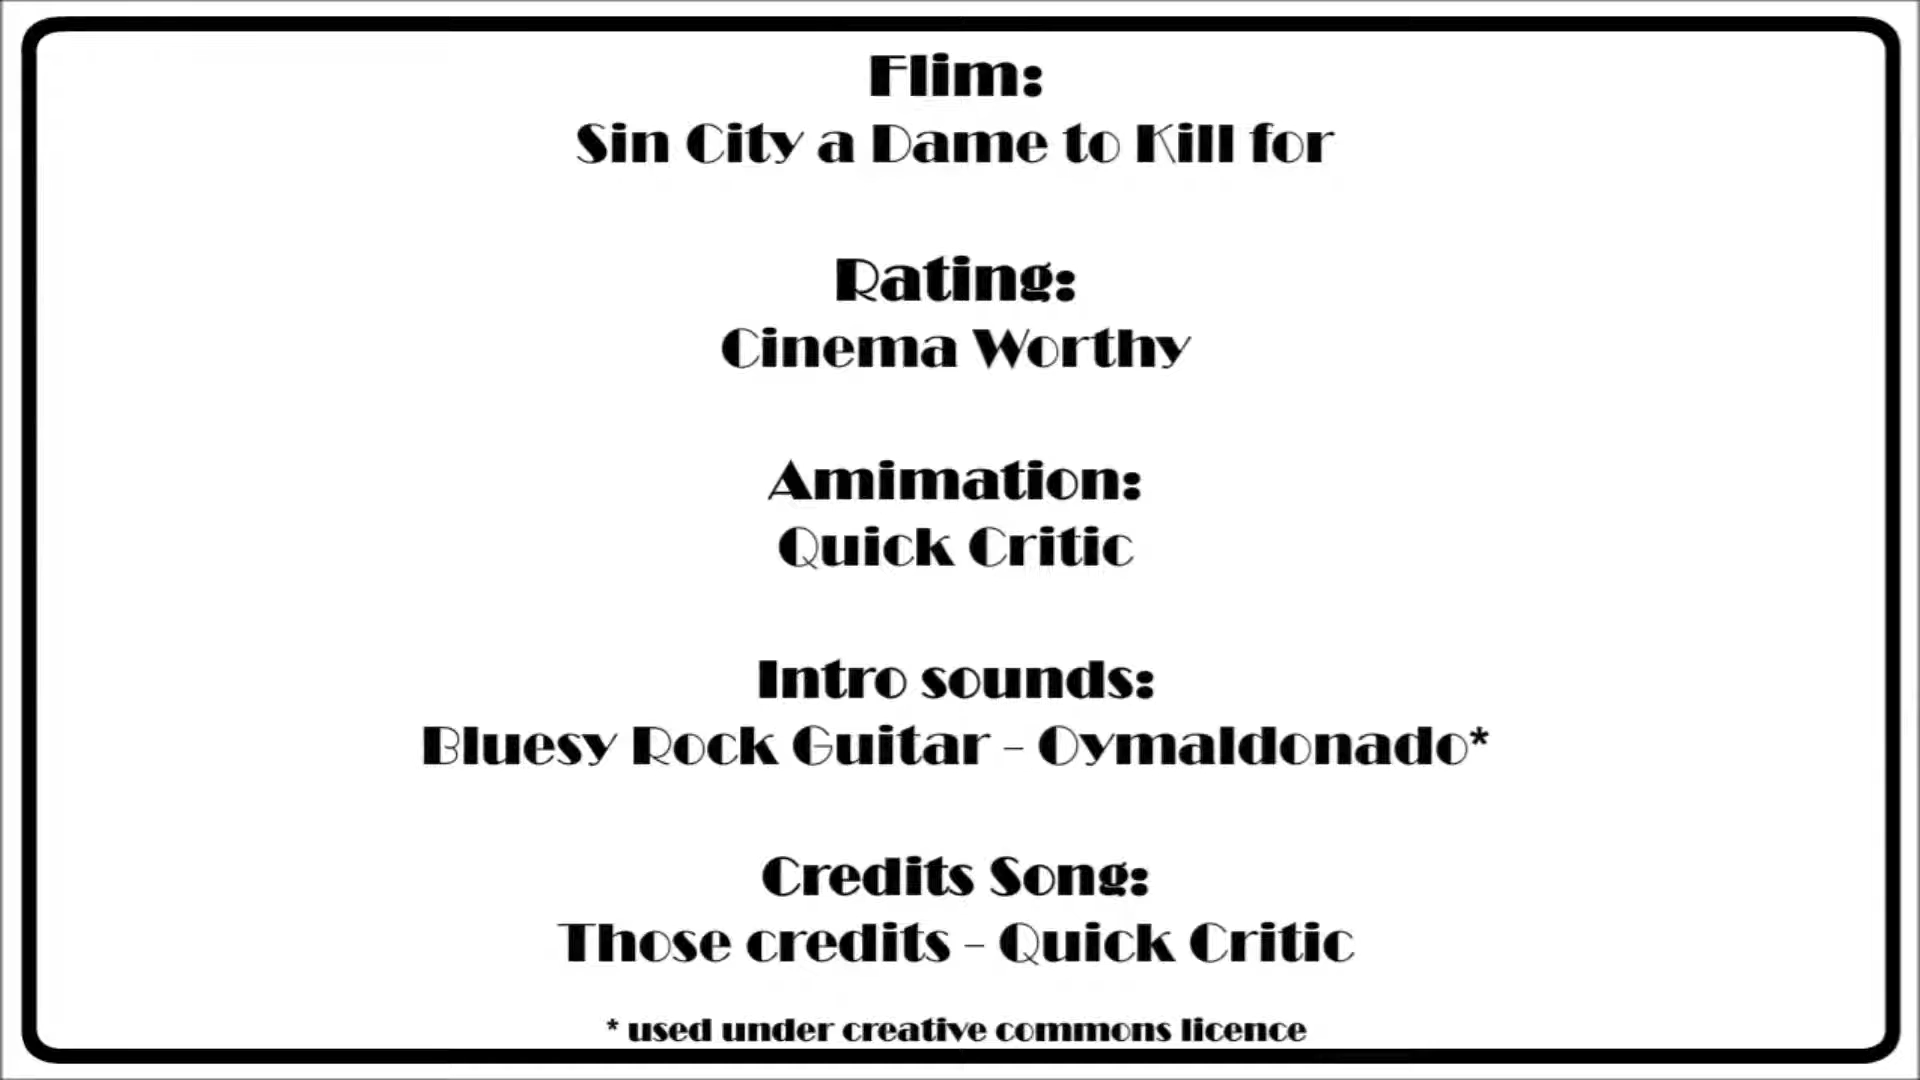 Flim:
Sin City a Dame to Kill for
Rating:
Cinema Worthy
Amimation:
Quick Critic
Intro sounds:
Bluesy Rock Guitar - Oymaldonado*
Credits Song:
Those credits - Quick Critic
* used under creative commons licence